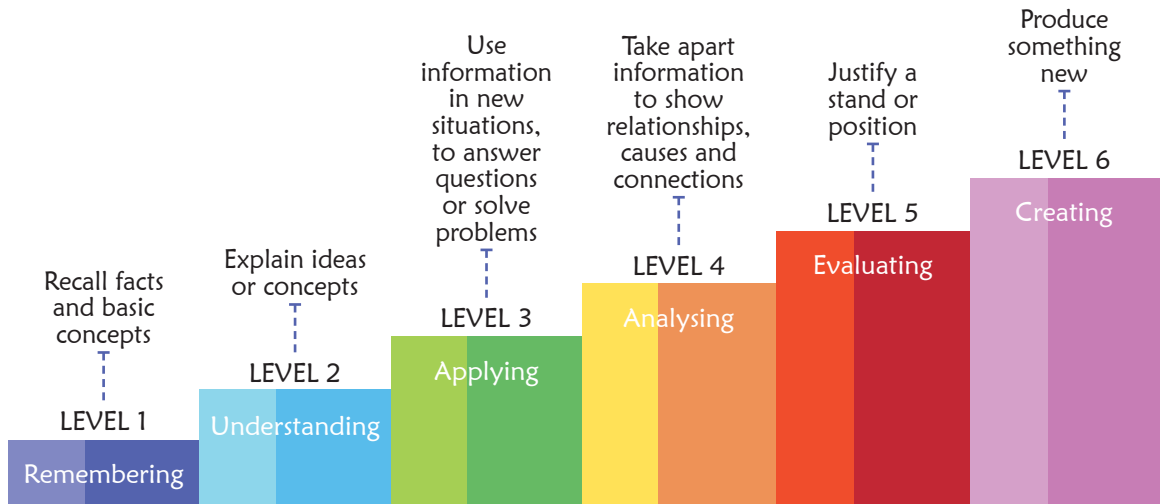 Recall facts
and basic
concepts
LEVEL 1
Remembering
Explain ideas
or concepts
LEVEL 2
Understanding
Use
information
in new
situations,
to answer
questions
or solve
problems
LEVEL 3
Applying
Take apart
information
to show
relationships,
causes and
connections
LEVEL 4
Analysing
Justify a
stand or
position
LEVEL 5
Evaluating
Produce
something
new
LEVEL 6
Creating